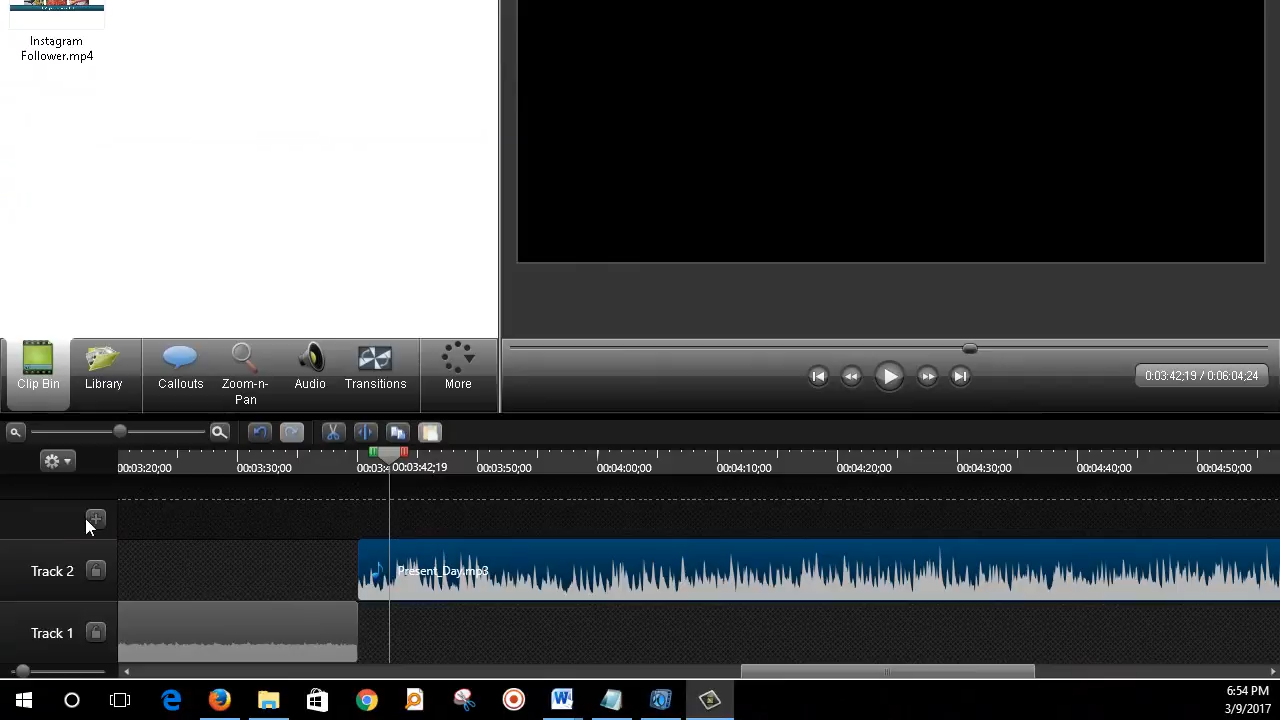 Instagram
Follower.mp4
Clip Bin
Library
Callouts
Zoom-n-
Pan
Audio
Transitions
More
0:03:42;19 / 0:06:04;24
00:03:20;00
00:03:30;00
00:03:4
00:03:42;19
00:03:50;00
00:04:00;00
00:04:10;00
00:04:20;00
00:04:30;00
00:04:40;00
00:04:50;00
Track 2
Present_Day.mp3
Track 1
6:54 PM
3/9/2017